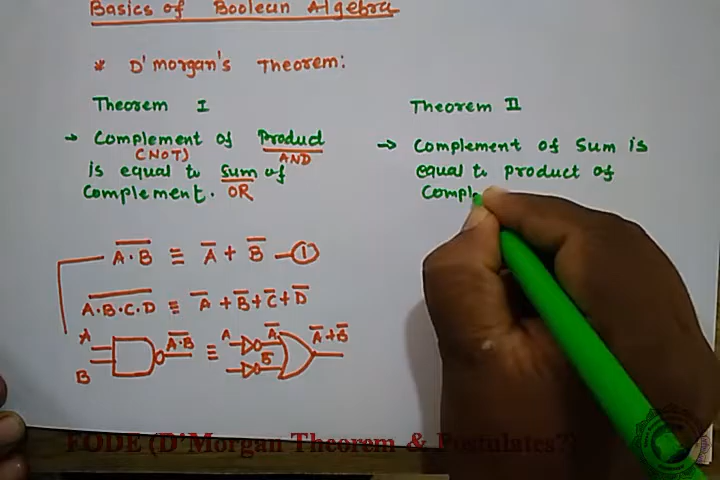 Basics of Boolean Algebra
* D'morgan's Theorem:
Theorem I
→ Complement of Product
(NOT) AND
is equal to sum of
Complement. OR
A̅·̅B̅ ≡ A̅ + B̅ — ①
A̅·̅B̅·̅C̅·̅D̅ ≡ A̅ + B̅ + C̅ + D̅
A B A̅·̅B̅ ≡ A A̅ B̅ A̅+B̅
Theorem II
→ Complement of Sum is
equal to product of
Comple
FODE (D'Morgan Theorem & Postulates?)